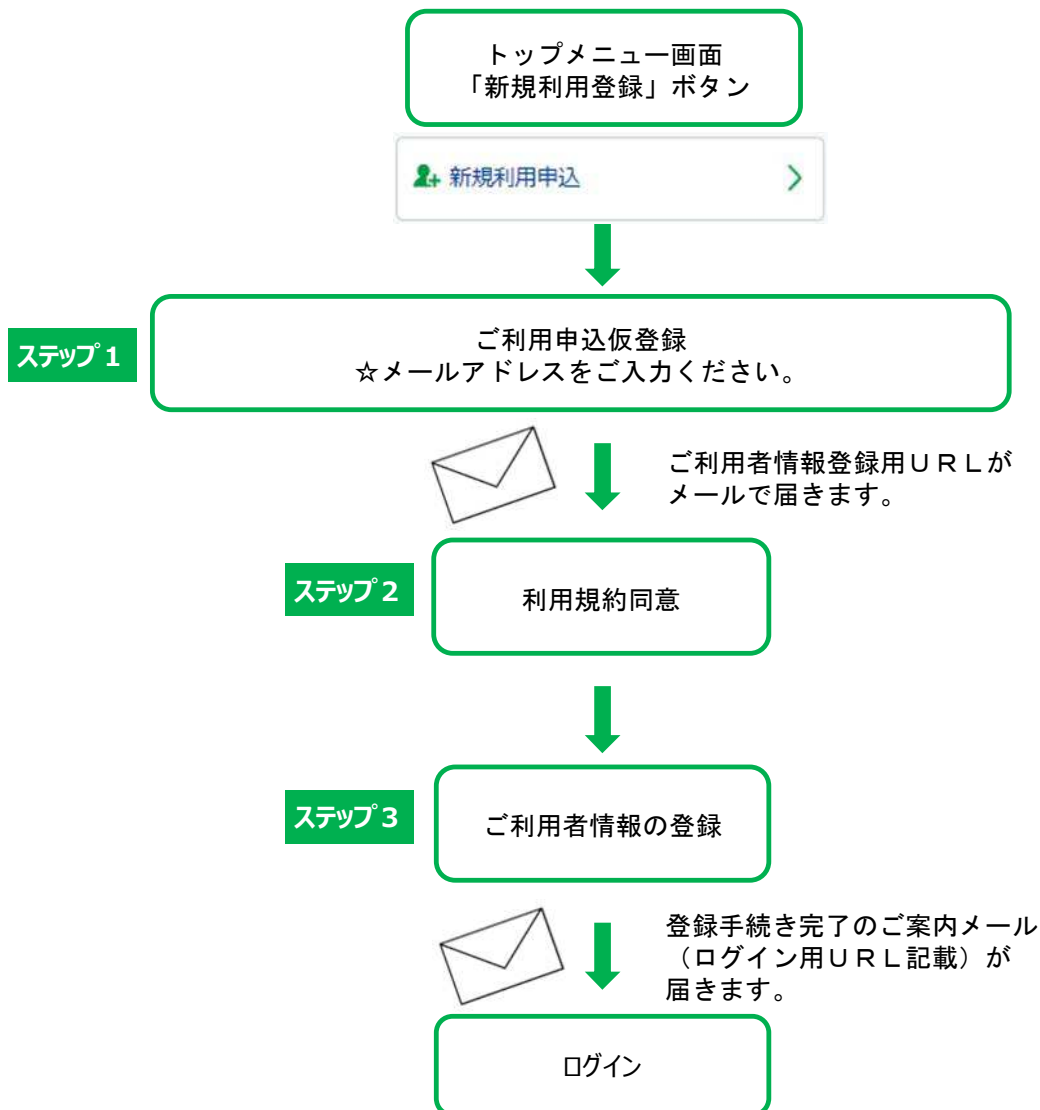 トップメニュー画面
「新規利用登録」ボタン
新規利用申込
ステップ１
ご利用申込仮登録
☆メールアドレスをご入力ください。
ご利用者情報登録用ＵＲＬが
メールで届きます。
ステップ２
利用規約同意
ステップ３
ご利用者情報の登録
登録手続き完了のご案内メール
（ログイン用ＵＲＬ記載）が
届きます。
ログイン